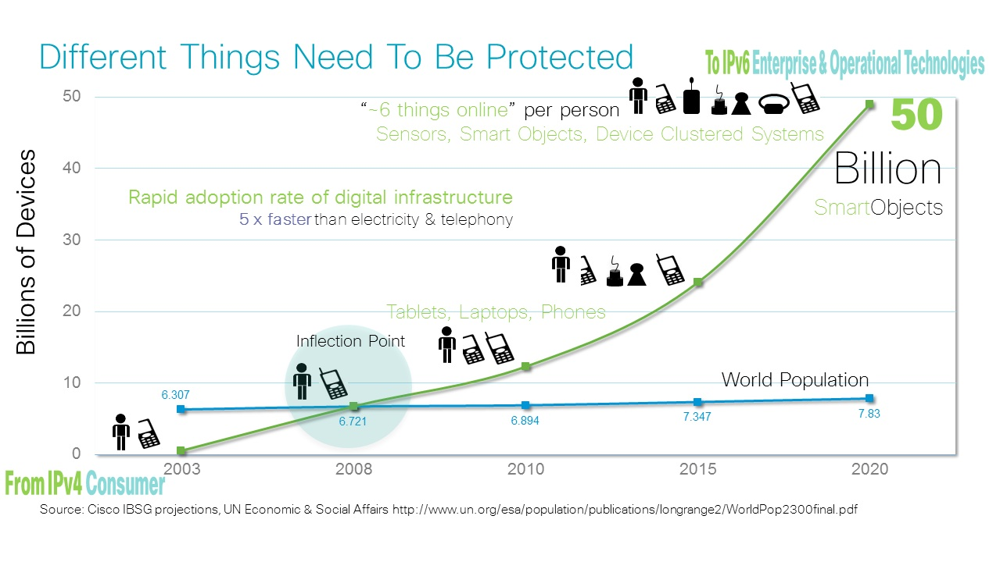 Different Things Need To Be Protected
To IPv6 Enterprise & Operational Technologies
50
“~6 things online” per person
Sensors, Smart Objects, Device Clustered Systems
50
Billion
SmartObjects
40
Rapid adoption rate of digital infrastructure
5 x faster than electricity & telephony
30
Billions of Devices
20
Tablets, Laptops, Phones
Inflection Point
10
World Population
6.307
6.721
6.894
7.347
7.83
0
2003
2008
2010
2015
2020
From IPv4 Consumer
Source: Cisco IBSG projections, UN Economic & Social Affairs http://www.un.org/esa/population/publications/longrange2/WorldPop2300final.pdf